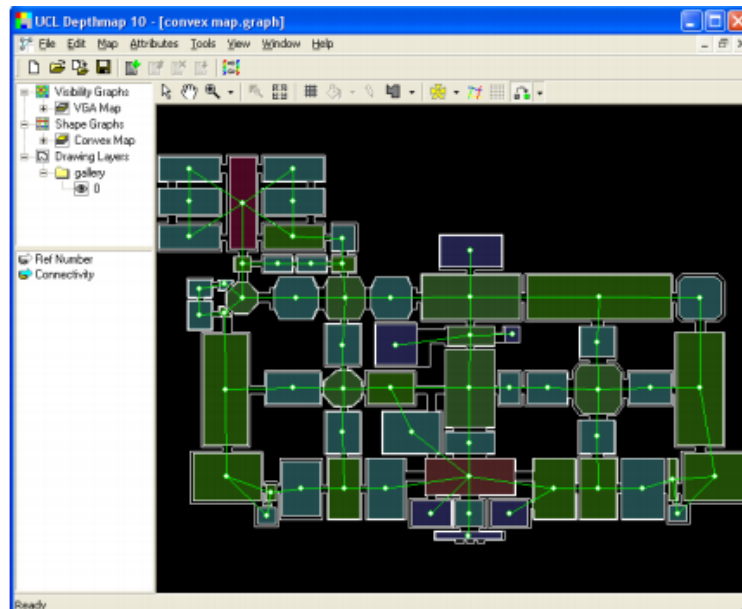 UCL Depthmap 10 - [convex map.graph]
File Edit Map Attributes Tools View Window Help
Visibility Graphs
VGA Map
Shape Graphs
Convex Map
Drawing Layers
gallery
0
Ref Number
Connectivity
Ready